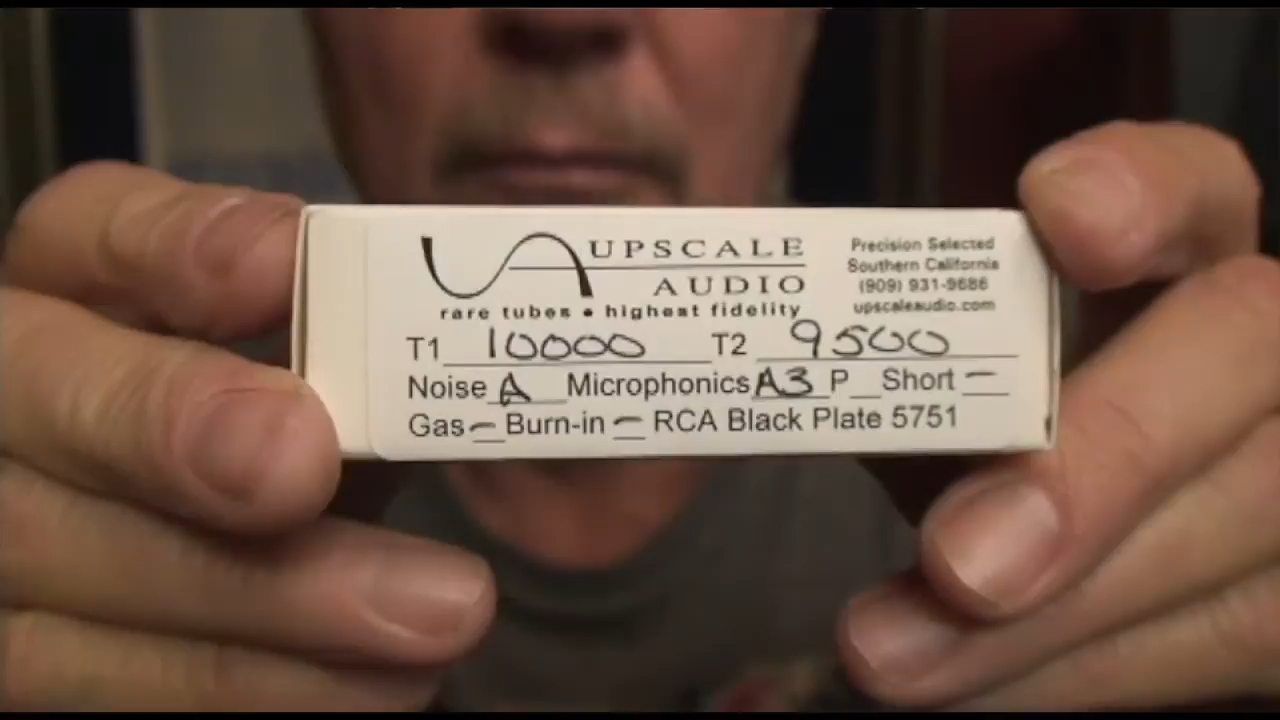 UPSCALE
AUDIO
rare tubes • highest fidelity
Precision Selected
Southern California
(909) 931-9686
upscaleaudio.com
T1 10000 T2 9500
Noise A Microphonics A3 P__ Short –
Gas – Burn-in – RCA Black Plate 5751